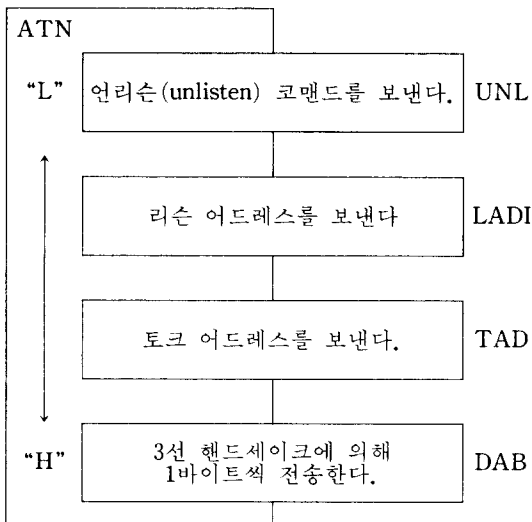 ATN
“L” 언리슨(unlisten) 코맨드를 보낸다. UNL
리슨 어드레스를 보낸다 LADI
토크 어드레스를 보낸다. TAD
“H” 3선 핸드세이크에 의해
1바이트씩 전송한다. DAB